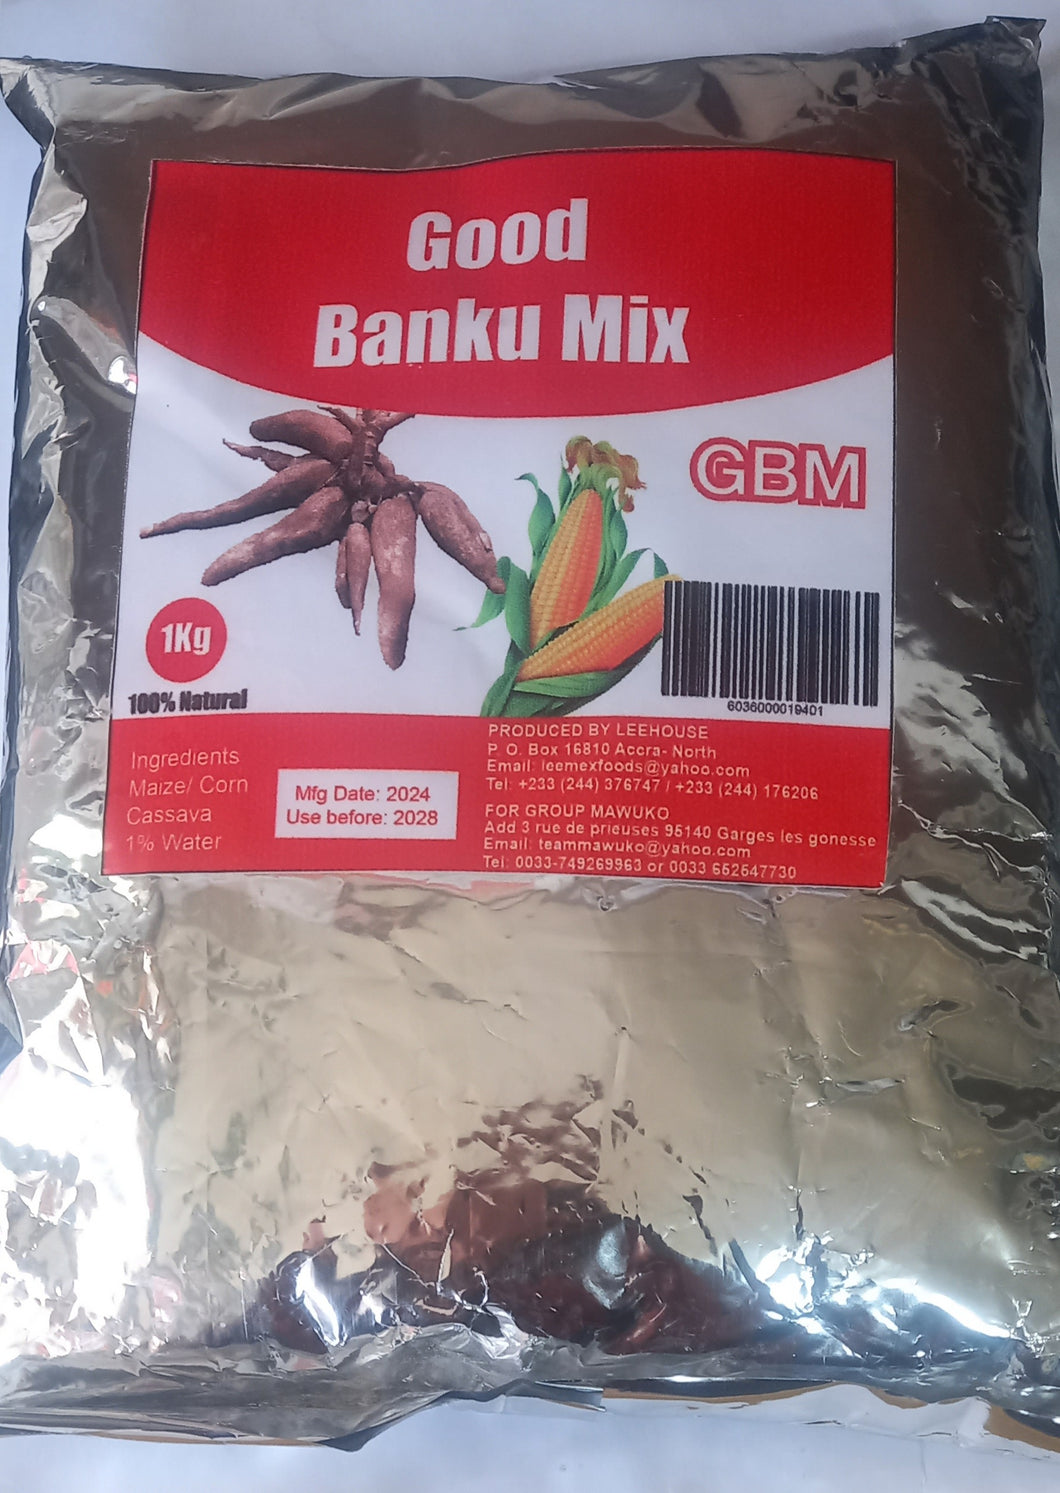 Good
Banku Mix
GBM
1Kg
100% Natural
6036000019401
Ingredients
Maize/ Corn
Cassava
1% Water
Mfg Date: 2024
Use before: 2028
PRODUCED BY LEEHOUSE
P. O. Box 16810 Accra- North
Email: leemexfoods@yahoo.com
Tel: +233 (244) 376747 / +233 (244) 176206
FOR GROUP MAWUKO
Add 3 rue de prieuses 95140 Garges les gonesse
Email: teammawuko@yahoo.com
Tel: 0033-749269963 or 0033 652547730